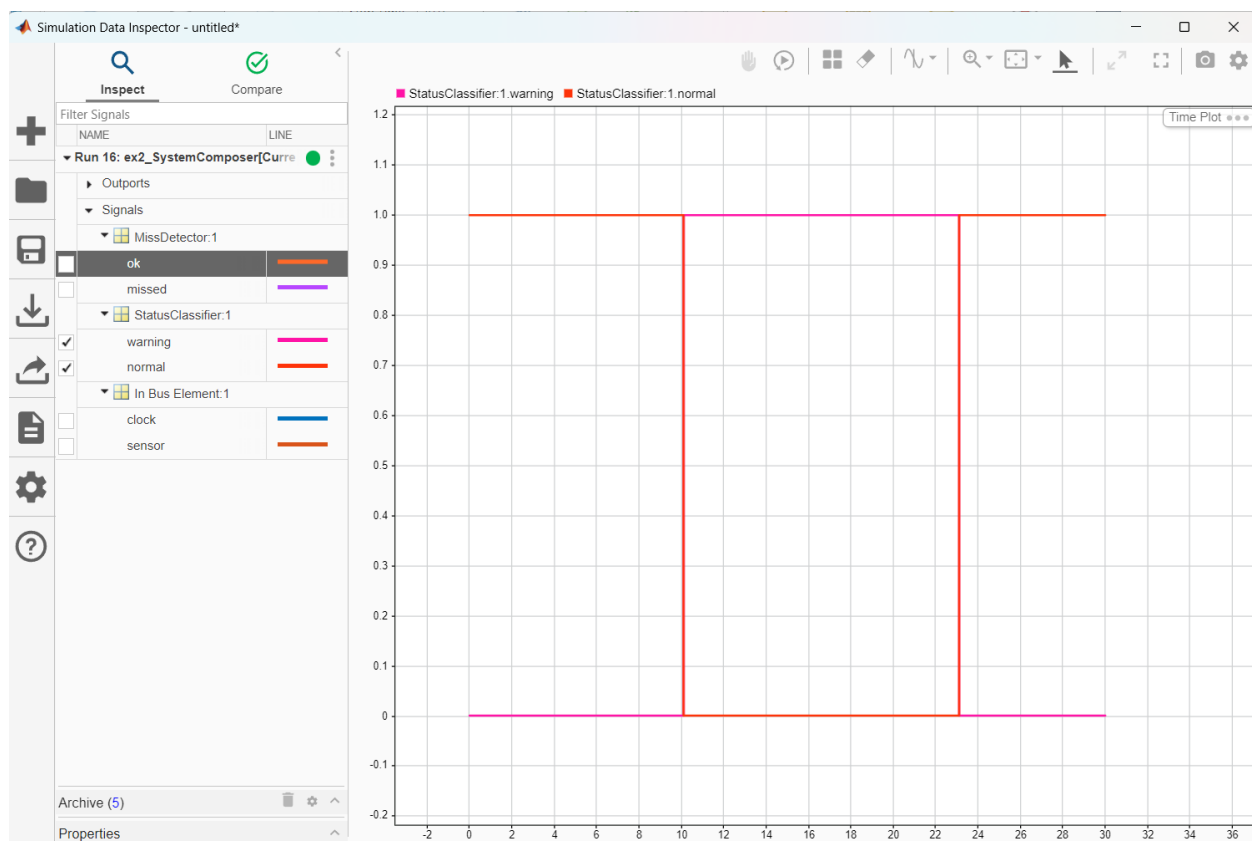 Simulation Data Inspector - untitled*
Inspect
Compare
Filter Signals
NAME LINE
Run 16: ex2_SystemComposer[Curre
Outports
Signals
MissDetector:1
ok
missed
StatusClassifier:1
warning
normal
In Bus Element:1
clock
sensor
Archive (5)
Properties
StatusClassifier:1.warning StatusClassifier:1.normal
Time Plot
1.2
1.1
1.0
0.9
0.8
0.7
0.6
0.5
0.4
0.3
0.2
0.1
0
-0.1
-0.2
-2 0 2 4 6 8 10 12 14 16 18 20 22 24 26 28 30 32 34 36